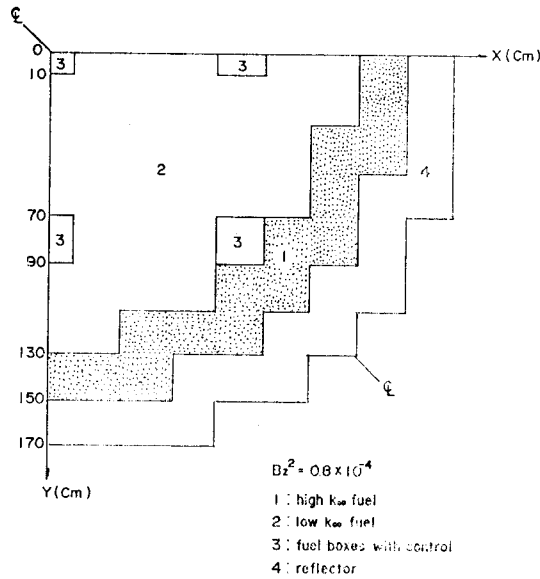 ℄
0
X (Cm)
3
3
10
2
4
70
3
3
1
90
130
150
℄
170
Y (Cm)
Bz² = 0.8 × 10⁻⁴
1 : high k∞ fuel
2 : low k∞ fuel
3 : fuel boxes with control
4 : reflector